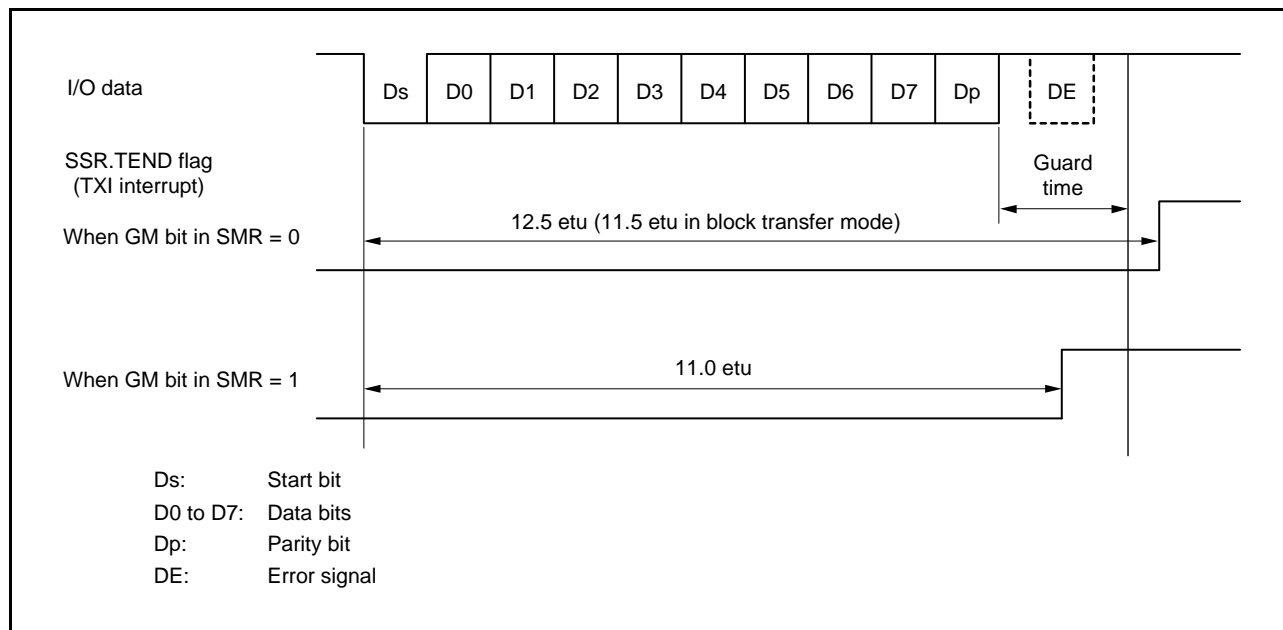 I/O data
Ds D0 D1 D2 D3 D4 D5 D6 D7 Dp DE
SSR.TEND flag
(TXI interrupt)
Guard
time
When GM bit in SMR = 0
12.5 etu (11.5 etu in block transfer mode)
When GM bit in SMR = 1
11.0 etu
Ds: Start bit
D0 to D7: Data bits
Dp: Parity bit
DE: Error signal